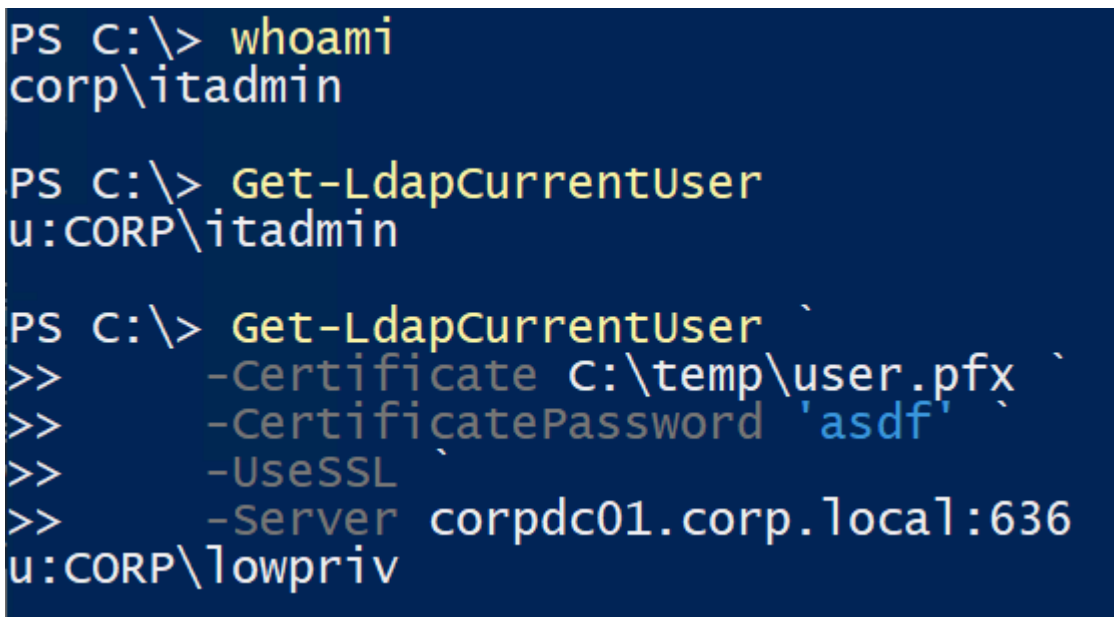 PS C:\> whoami
corp\itadmin
PS C:\> Get-LdapCurrentUser
u:CORP\itadmin
PS C:\> Get-LdapCurrentUser `
>>     -Certificate C:\temp\user.pfx `
>>     -CertificatePassword 'asdf' `
>>     -UseSSL `
>>     -Server corpdc01.corp.local:636
u:CORP\lowpriv